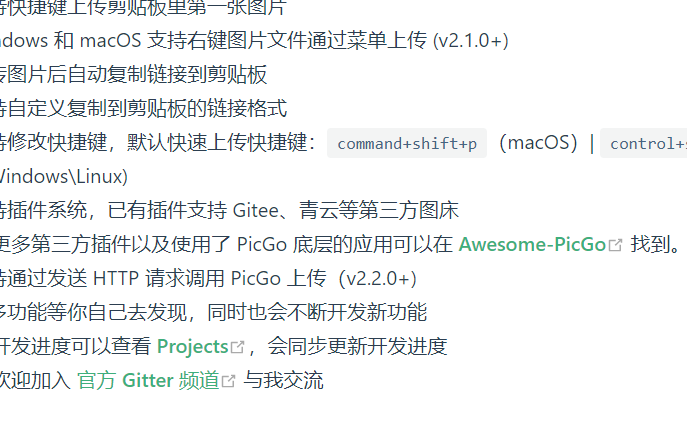 持快捷键上传剪贴板里第一张图片
ndows 和 macOS 支持右键图片文件通过菜单上传 (v2.1.0+)
传图片后自动复制链接到剪贴板
持自定义复制到剪贴板的链接格式
持修改快捷键，默认快速上传快捷键：command+shift+p（macOS）| control+s
Windows\Linux)
持插件系统，已有插件支持 Gitee、青云等第三方图床
更多第三方插件以及使用了 PicGo 底层的应用可以在 Awesome-PicGo 找到。
持通过发送 HTTP 请求调用 PicGo 上传（v2.2.0+)
多功能等你自己去发现，同时也会不断开发新功能
开发进度可以查看 Projects，会同步更新开发进度
欢迎加入 官方 Gitter 频道 与我交流